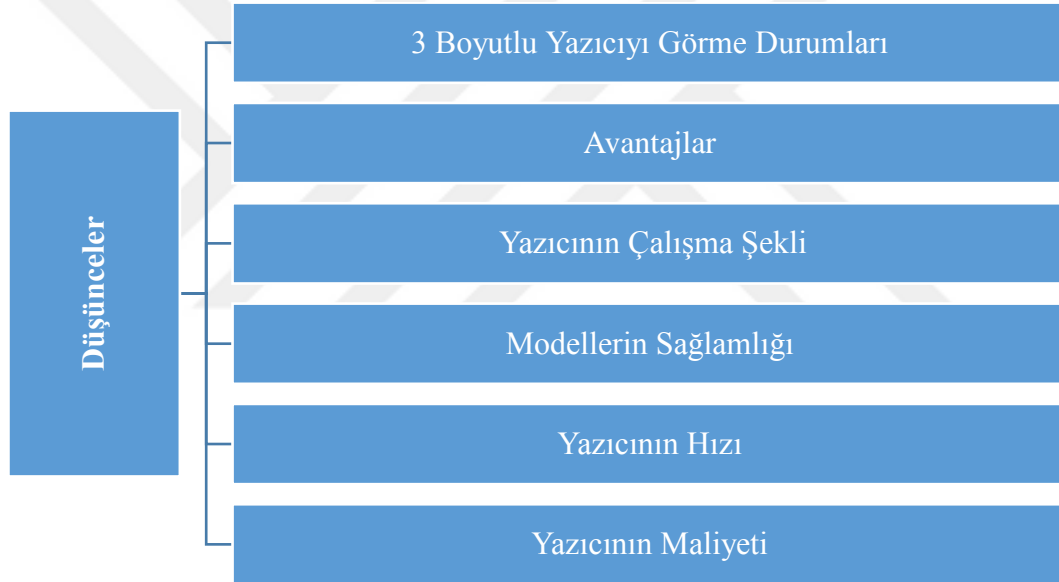 3 Boyutlu Yazıcıyı Görme Durumları
Avantajlar
Düşünceler
Yazıcının Çalışma Şekli
Modellerin Sağlamlığı
Yazıcının Hızı
Yazıcının Maliyeti